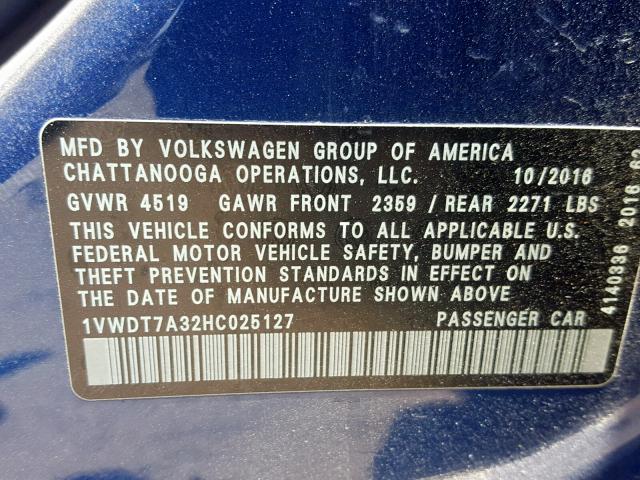 MFD BY VOLKSWAGEN GROUP OF AMERICA
CHATTANOOGA OPERATIONS, LLC. 10/2016
GVWR 4519 GAWR FRONT 2359 / REAR 2271 LBS
THIS VEHICLE CONFORMS TO ALL APPLICABLE U.S.
FEDERAL MOTOR VEHICLE SAFETY, BUMPER AND
THEFT PREVENTION STANDARDS IN EFFECT ON
THE DATE OF MANUFACTURE SHOWN ABOVE
1VWDT7A32HC025127 PASSENGER CAR
4140336 2016